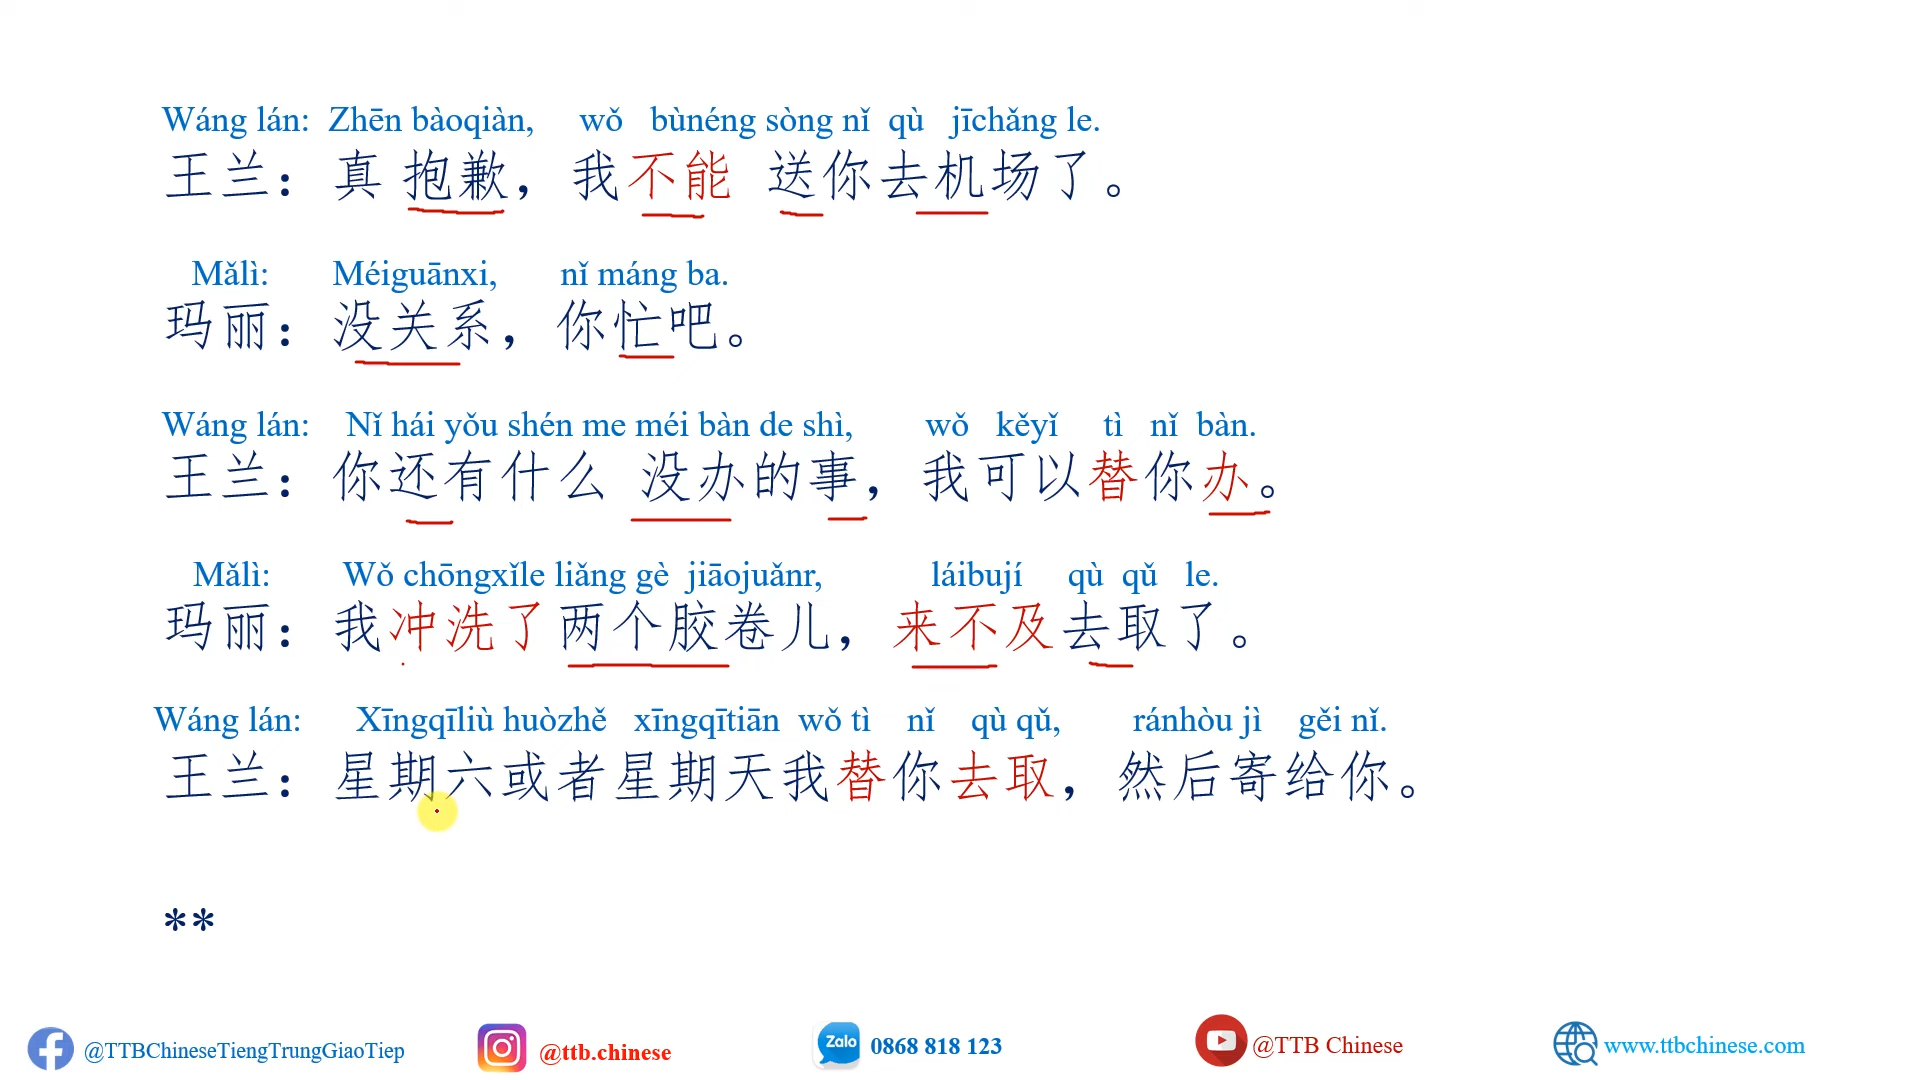 Wáng lán: Zhēn bàoqiàn, wǒ bùnéng sòng nǐ qù jīchǎng le.
王兰：真抱歉，我不能送你去机场了。
Mǎlì: Méiguānxi, nǐ máng ba.
玛丽：没关系，你忙吧。
Wáng lán: Nǐ hái yǒu shén me méi bàn de shì, wǒ kěyǐ tì nǐ bàn.
王兰：你还有什么没办的事，我可以替你办。
Mǎlì: Wǒ chōngxǐle liǎng gè jiāojuǎnr, láibují qù qǔ le.
玛丽：我冲洗了两个胶卷儿，来不及去取了。
Wáng lán: Xīngqīliù huòzhě xīngqītiān wǒ tì nǐ qù qǔ, ránhòu jì gěi nǐ.
王兰：星期六或者星期天我替你去取，然后寄给你。
**
@TTBChineseTiengTrungGiaoTiep @ttb.chinese Zalo 0868 818 123 @TTB Chinese www.ttbchinese.com